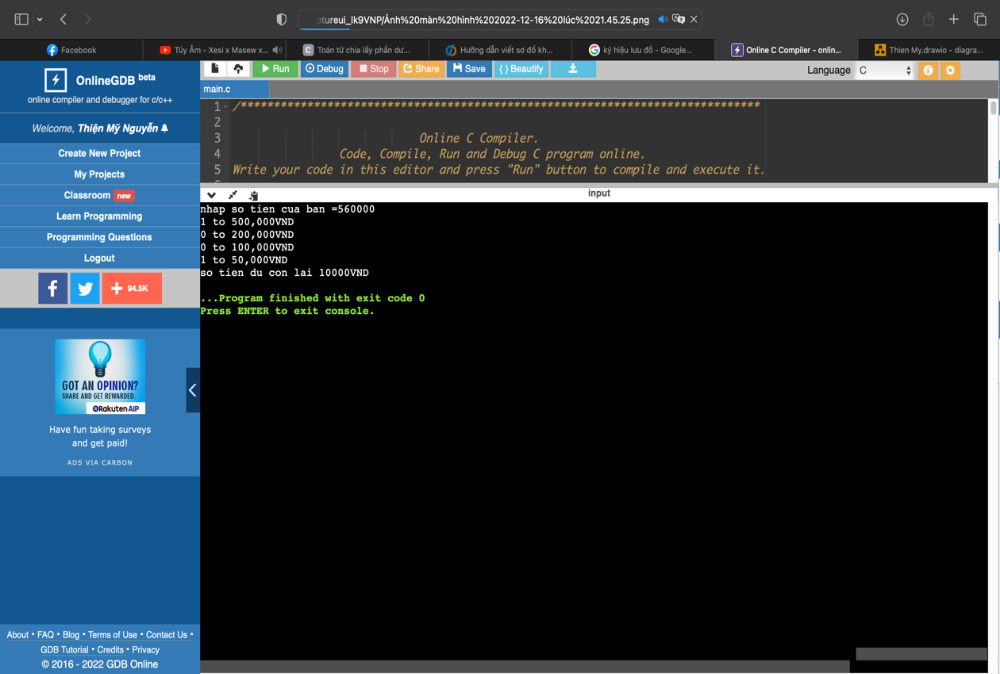 ptureui_lk9VNP/Ảnh%20màn%20hình%202022-12-16%20lúc%2021.45.25.png
Facebook
Túy Âm - Xesi x Masew x...
Toán tử chia lấy phần dư...
Hướng dẫn viết sơ đồ kh...
ký hiệu lưu đồ - Google...
Online C Compiler - onlin...
Thien My.drawio - diagra...
OnlineGDB beta
online compiler and debugger for c/c++
Welcome, Thiện Mỹ Nguyễn
Create New Project
My Projects
Classroom new
Learn Programming
Programming Questions
Logout
94.5K
GOT AN OPINION?
SHARE AND GET REWARDED.
Rakuten AIP
Have fun taking surveys
and get paid!
ADS VIA CARBON
About • FAQ • Blog • Terms of Use • Contact Us •
GDB Tutorial • Credits • Privacy
© 2016 - 2022 GDB Online
Run Debug Stop Share Save { } Beautify
Language C
main.c
1 /******************************************************************************
2
3 Online C Compiler.
4 Code, Compile, Run and Debug C program online.
5 Write your code in this editor and press "Run" button to compile and execute it.
input
nhap so tien cua ban =560000
1 to 500,000VND
0 to 200,000VND
0 to 100,000VND
1 to 50,000VND
so tien du con lai 10000VND
...Program finished with exit code 0
Press ENTER to exit console.